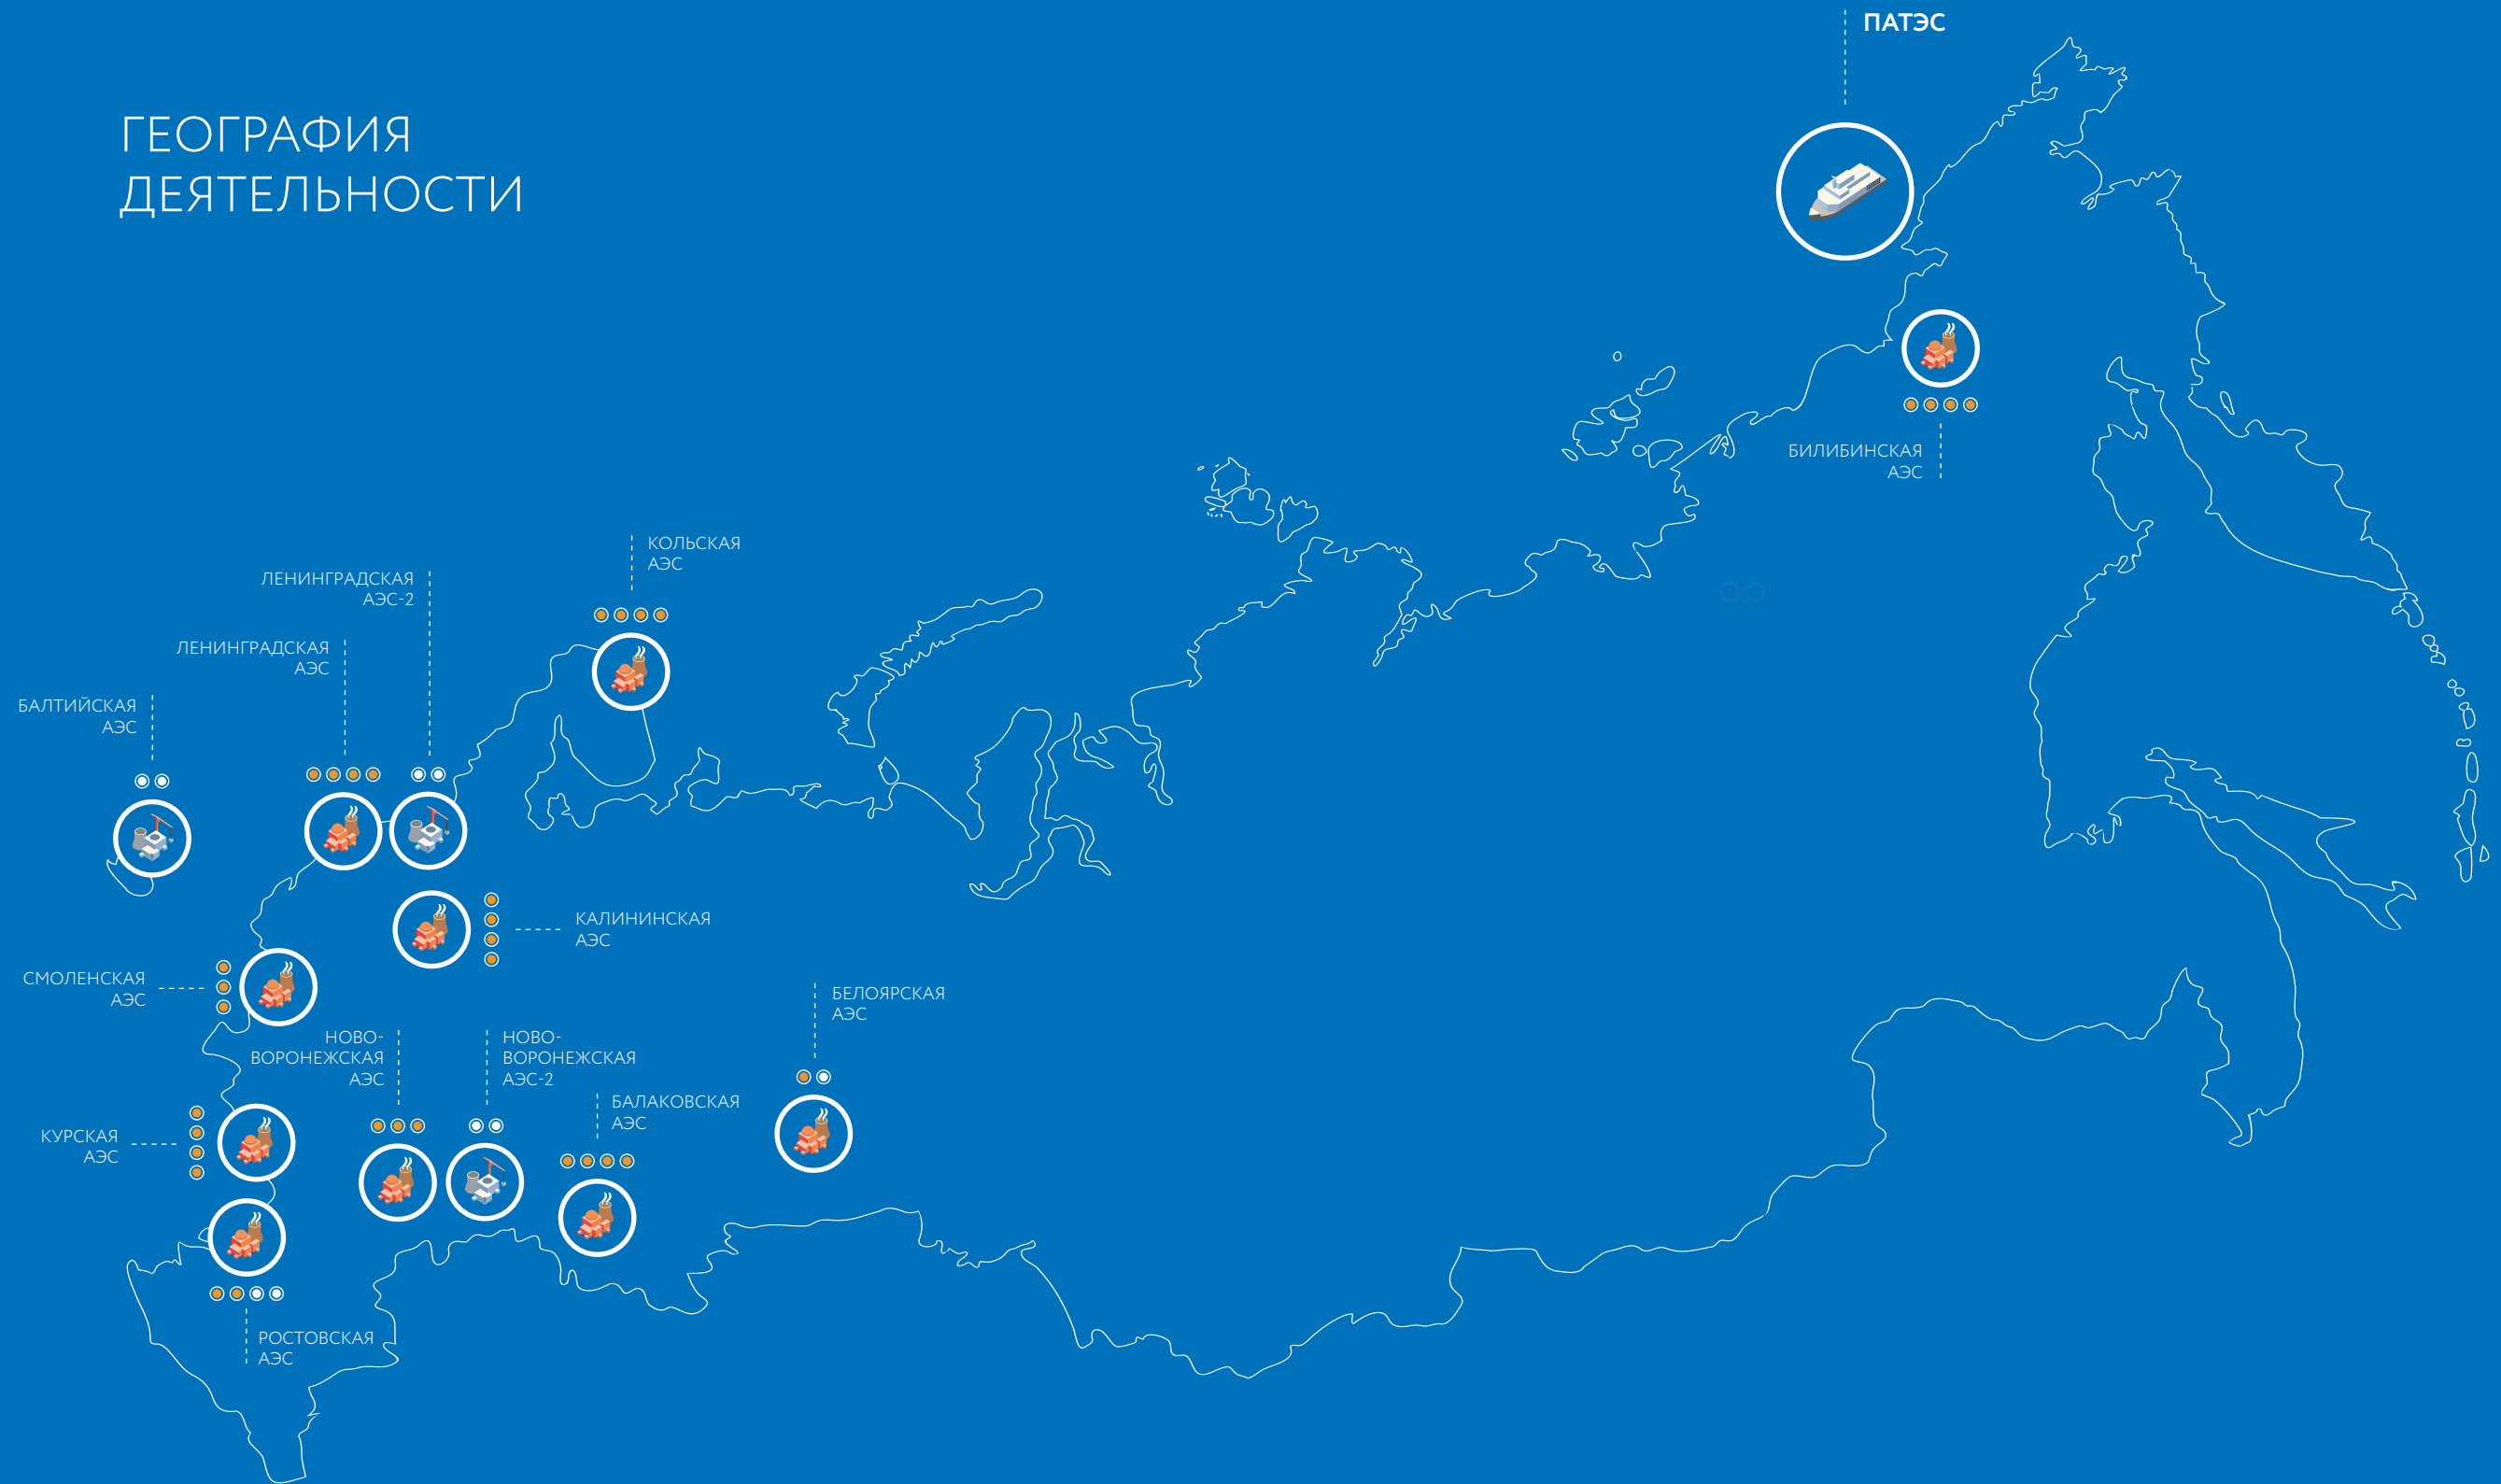 ПАТЭС
ГЕОГРАФИЯ
ДЕЯТЕЛЬНОСТИ
БИЛИБИНСКАЯ
АЭС
КОЛЬСКАЯ
АЭС
ЛЕНИНГРАДСКАЯ
АЭС-2
ЛЕНИНГРАДСКАЯ
АЭС
БАЛТИЙСКАЯ
АЭС
КАЛИНИНСКАЯ
АЭС
СМОЛЕНСКАЯ
АЭС
БЕЛОЯРСКАЯ
АЭС
НОВО-
ВОРОНЕЖСКАЯ
АЭС
НОВО-
ВОРОНЕЖСКАЯ
АЭС-2
БАЛАКОВСКАЯ
АЭС
КУРСКАЯ
АЭС
РОСТОВСКАЯ
АЭС